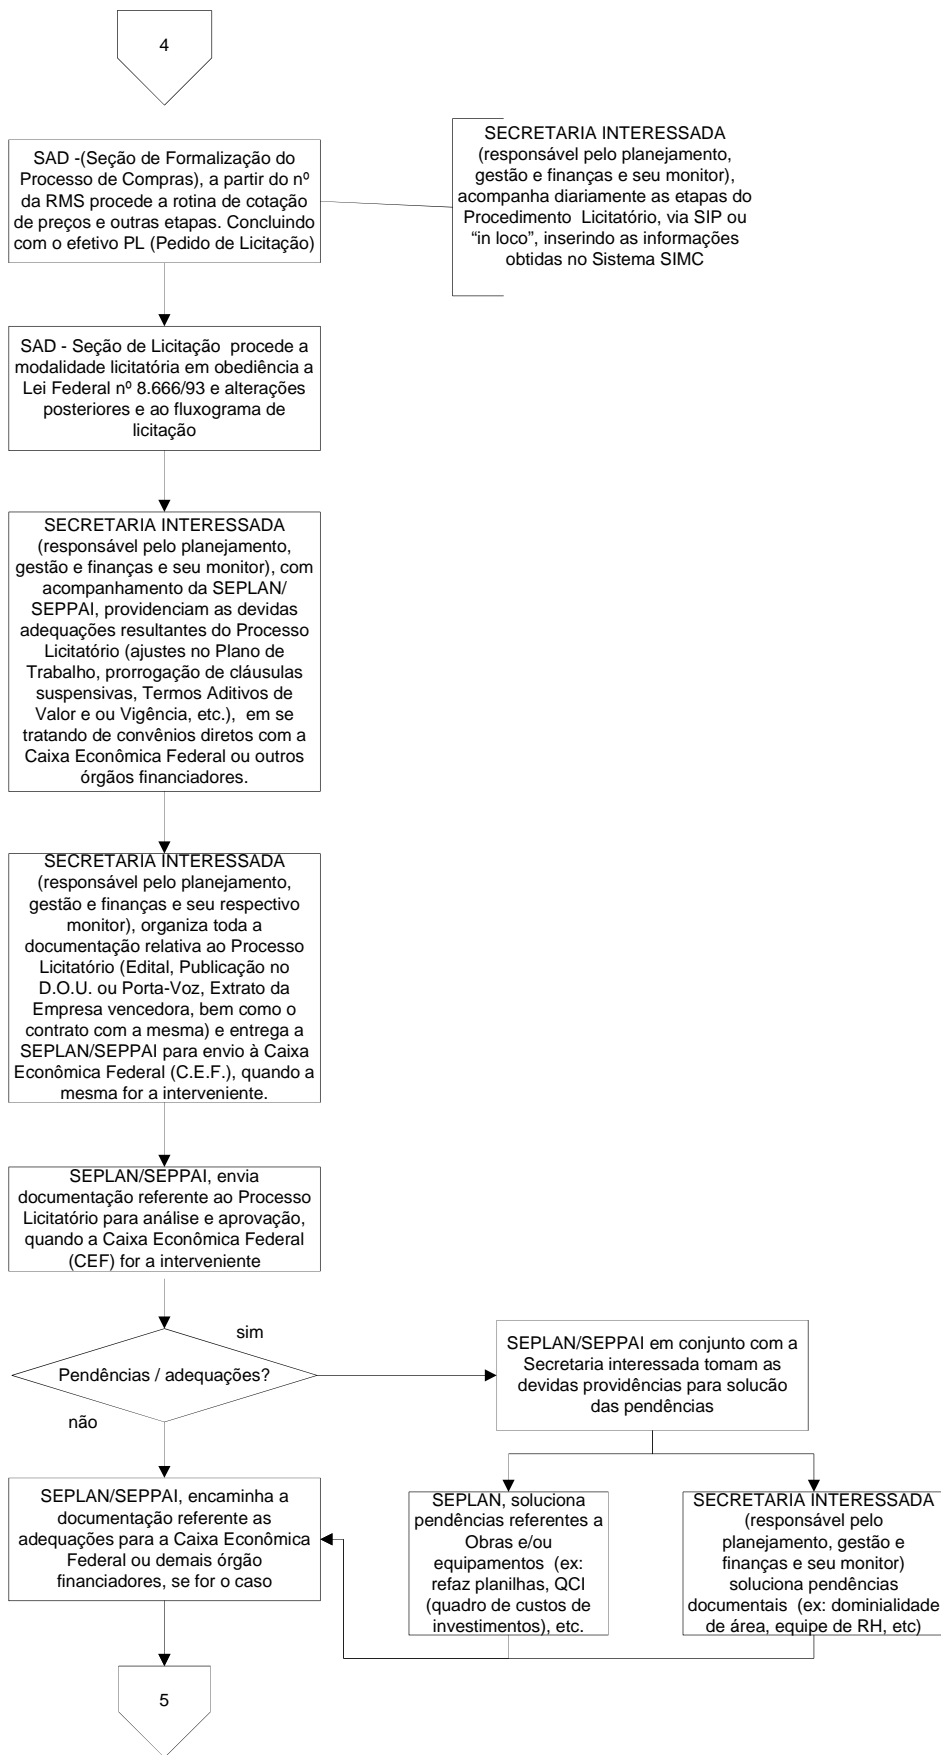 4
SAD -(Seção de Formalização do
Processo de Compras), a partir do nº
da RMS procede a rotina de cotação
de preços e outras etapas. Concluindo
com o efetivo PL (Pedido de Licitação)
SECRETARIA INTERESSADA
(responsável pelo planejamento,
gestão e finanças e seu monitor),
acompanha diariamente as etapas do
Procedimento Licitatório, via SIP ou
“in loco”, inserindo as informações
obtidas no Sistema SIMC
SAD - Seção de Licitação procede a
modalidade licitatória em obediência a
Lei Federal nº 8.666/93 e alterações
posteriores e ao fluxograma de
licitação
SECRETARIA INTERESSADA
(responsável pelo planejamento,
gestão e finanças e seu monitor), com
acompanhamento da SEPLAN/
SEPPAI, providenciam as devidas
adequações resultantes do Processo
Licitatório (ajustes no Plano de
Trabalho, prorrogação de cláusulas
suspensivas, Termos Aditivos de
Valor e ou Vigência, etc.), em se
tratando de convênios diretos com a
Caixa Econômica Federal ou outros
órgãos financiadores.
SECRETARIA INTERESSADA
(responsável pelo planejamento,
gestão e finanças e seu respectivo
monitor), organiza toda a
documentação relativa ao Processo
Licitatório (Edital, Publicação no
D.O.U. ou Porta-Voz, Extrato da
Empresa vencedora, bem como o
contrato com a mesma) e entrega a
SEPLAN/SEPPAI para envio à Caixa
Econômica Federal (C.E.F.), quando a
mesma for a interveniente.
SEPLAN/SEPPAI, envia
documentação referente ao Processo
Licitatório para análise e aprovação,
quando a Caixa Econômica Federal
(CEF) for a interveniente
Pendências / adequações?
sim
não
SEPLAN/SEPPAI em conjunto com a
Secretaria interessada tomam as
devidas providências para solucão
das pendências
SEPLAN/SEPPAI, encaminha a
documentação referente as
adequações para a Caixa Econômica
Federal ou demais órgão
financiadores, se for o caso
SEPLAN, soluciona
pendências referentes a
Obras e/ou
equipamentos (ex:
refaz planilhas, QCI
(quadro de custos de
investimentos), etc.
SECRETARIA INTERESSADA
(responsável pelo
planejamento, gestão e
finanças e seu monitor)
soluciona pendências
documentais (ex: dominialidade
de área, equipe de RH, etc)
5